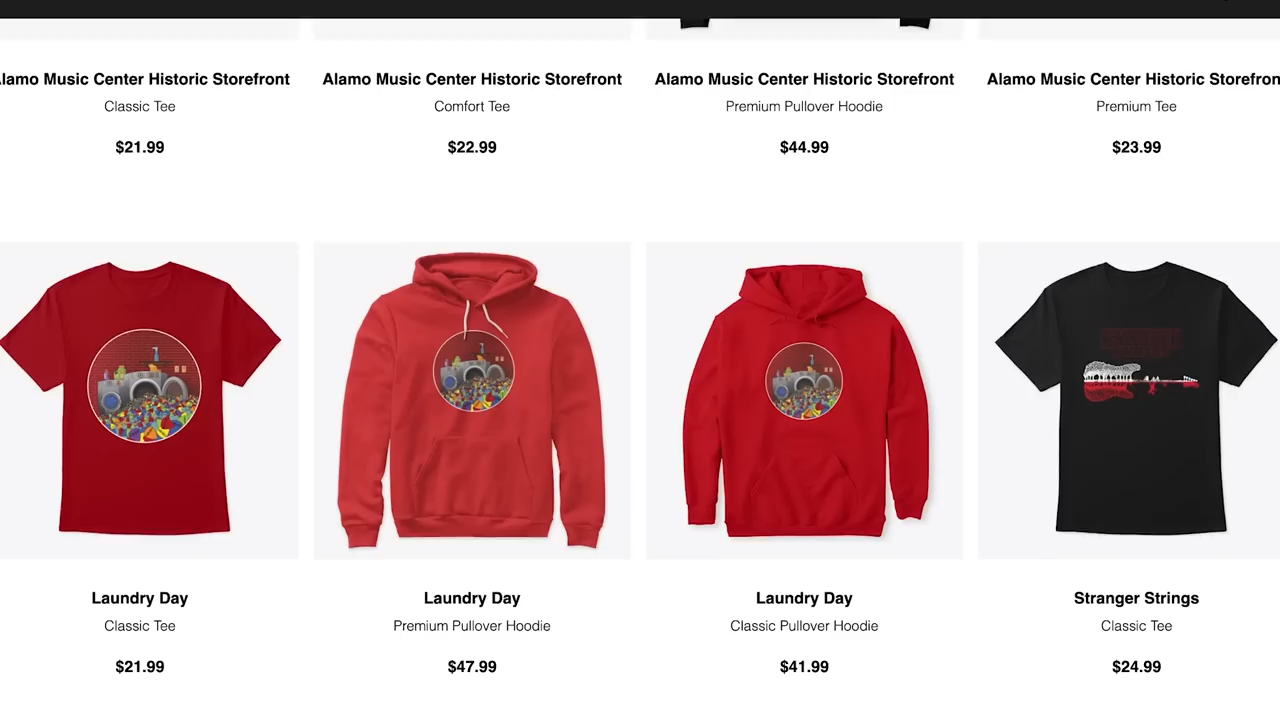 lamo Music Center Historic Storefront
Alamo Music Center Historic Storefront
Alamo Music Center Historic Storefront
Alamo Music Center Historic Storefron
Classic Tee
Comfort Tee
Premium Pullover Hoodie
Premium Tee
$21.99
$22.99
$44.99
$23.99
Laundry Day
Laundry Day
Laundry Day
Stranger Strings
Classic Tee
Premium Pullover Hoodie
Classic Pullover Hoodie
Classic Tee
$21.99
$47.99
$41.99
$24.99